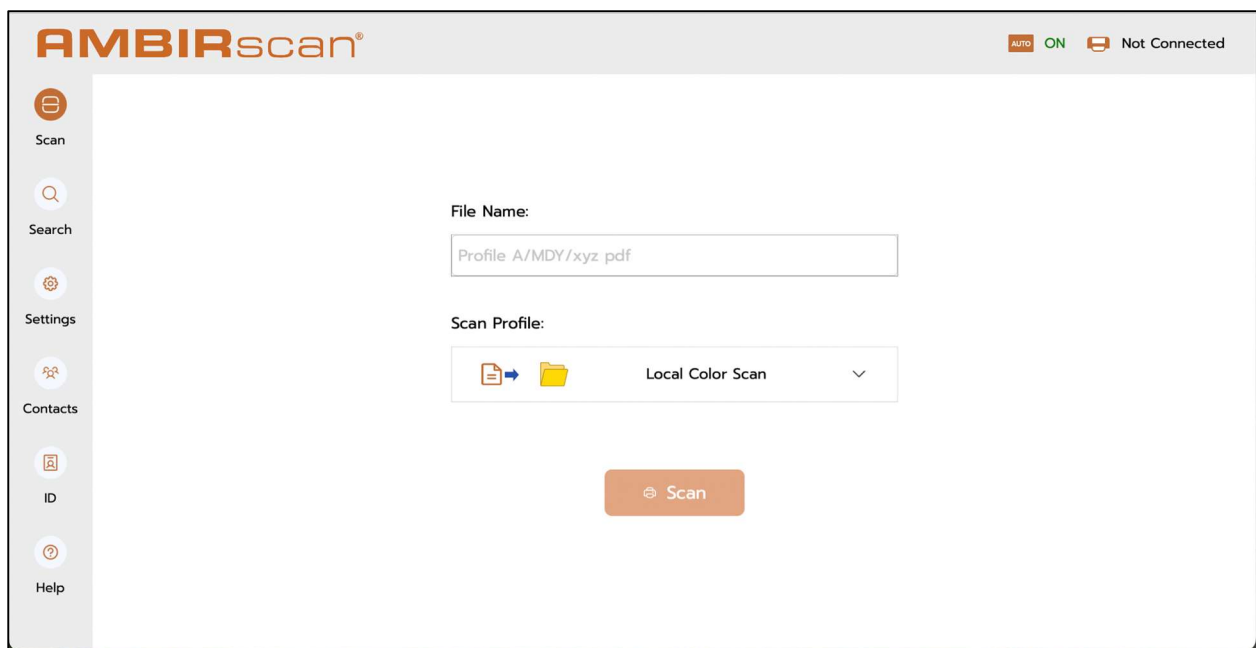 AMBIRscan®
AUTO ON Not Connected
Scan
Search
Settings
Contacts
ID
Help
File Name:
Profile A/MDY/xyz pdf
Scan Profile:
Local Color Scan
Scan